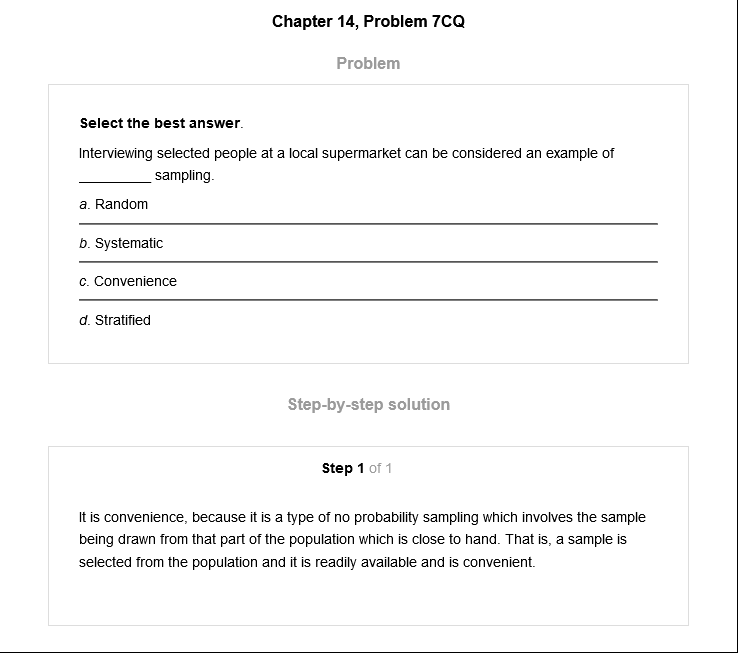 Chapter 14, Problem 7CQ
Problem
Select the best answer.
Interviewing selected people at a local supermarket can be considered an example of
_________ sampling.
a. Random
b. Systematic
c. Convenience
d. Stratified
Step-by-step solution
Step 1 of 1
It is convenience, because it is a type of no probability sampling which involves the sample
being drawn from that part of the population which is close to hand. That is, a sample is
selected from the population and it is readily available and is convenient.